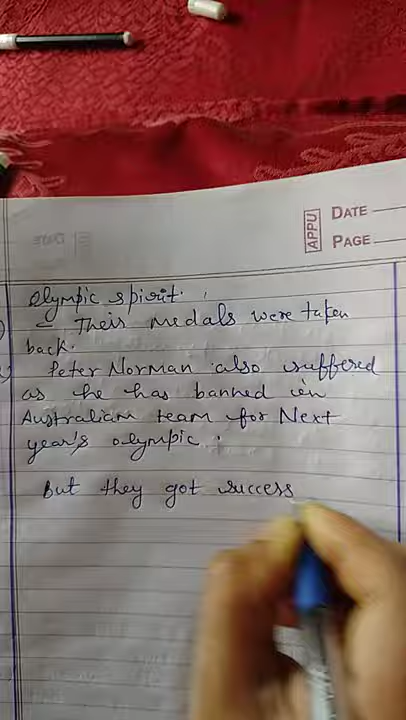 APPU
DATE
PAGE
Olympic spirit.
- Their medals were taken
back.
Peter Norman also suffered
as he has banned in
Australian team for Next
year's olympic.
But they got success